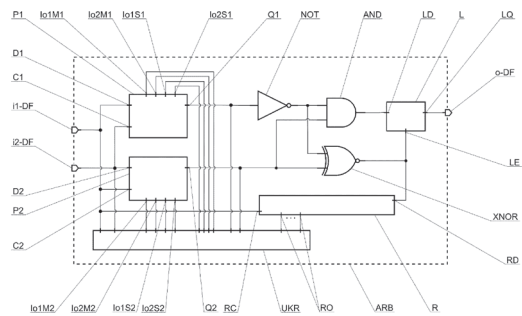 P1 Io1M1 Io2M1 Io1S1 Io2S1 Q1 NOT AND LD L LQ
D1
C1
i1-DF
o-DF
i2-DF
LE
D2
P2
XNOR
C2
RD
Io1M2 Io2M2 Io1S2 Io2S2 Q2 RC UKR RO ARB R